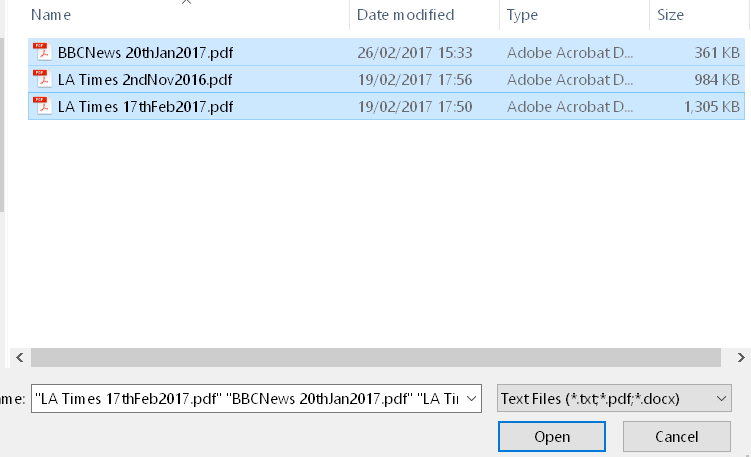 Name Date modified Type Size
BBCNews 20thJan2017.pdf 26/02/2017 15:33 Adobe Acrobat D... 361 KB
LA Times 2ndNov2016.pdf 19/02/2017 17:56 Adobe Acrobat D... 984 KB
LA Times 17thFeb2017.pdf 19/02/2017 17:50 Adobe Acrobat D... 1,305 KB
ame: "LA Times 17thFeb2017.pdf" "BBCNews 20thJan2017.pdf" "LA Ti Text Files (*.txt;*.pdf;*.docx)
Open Cancel